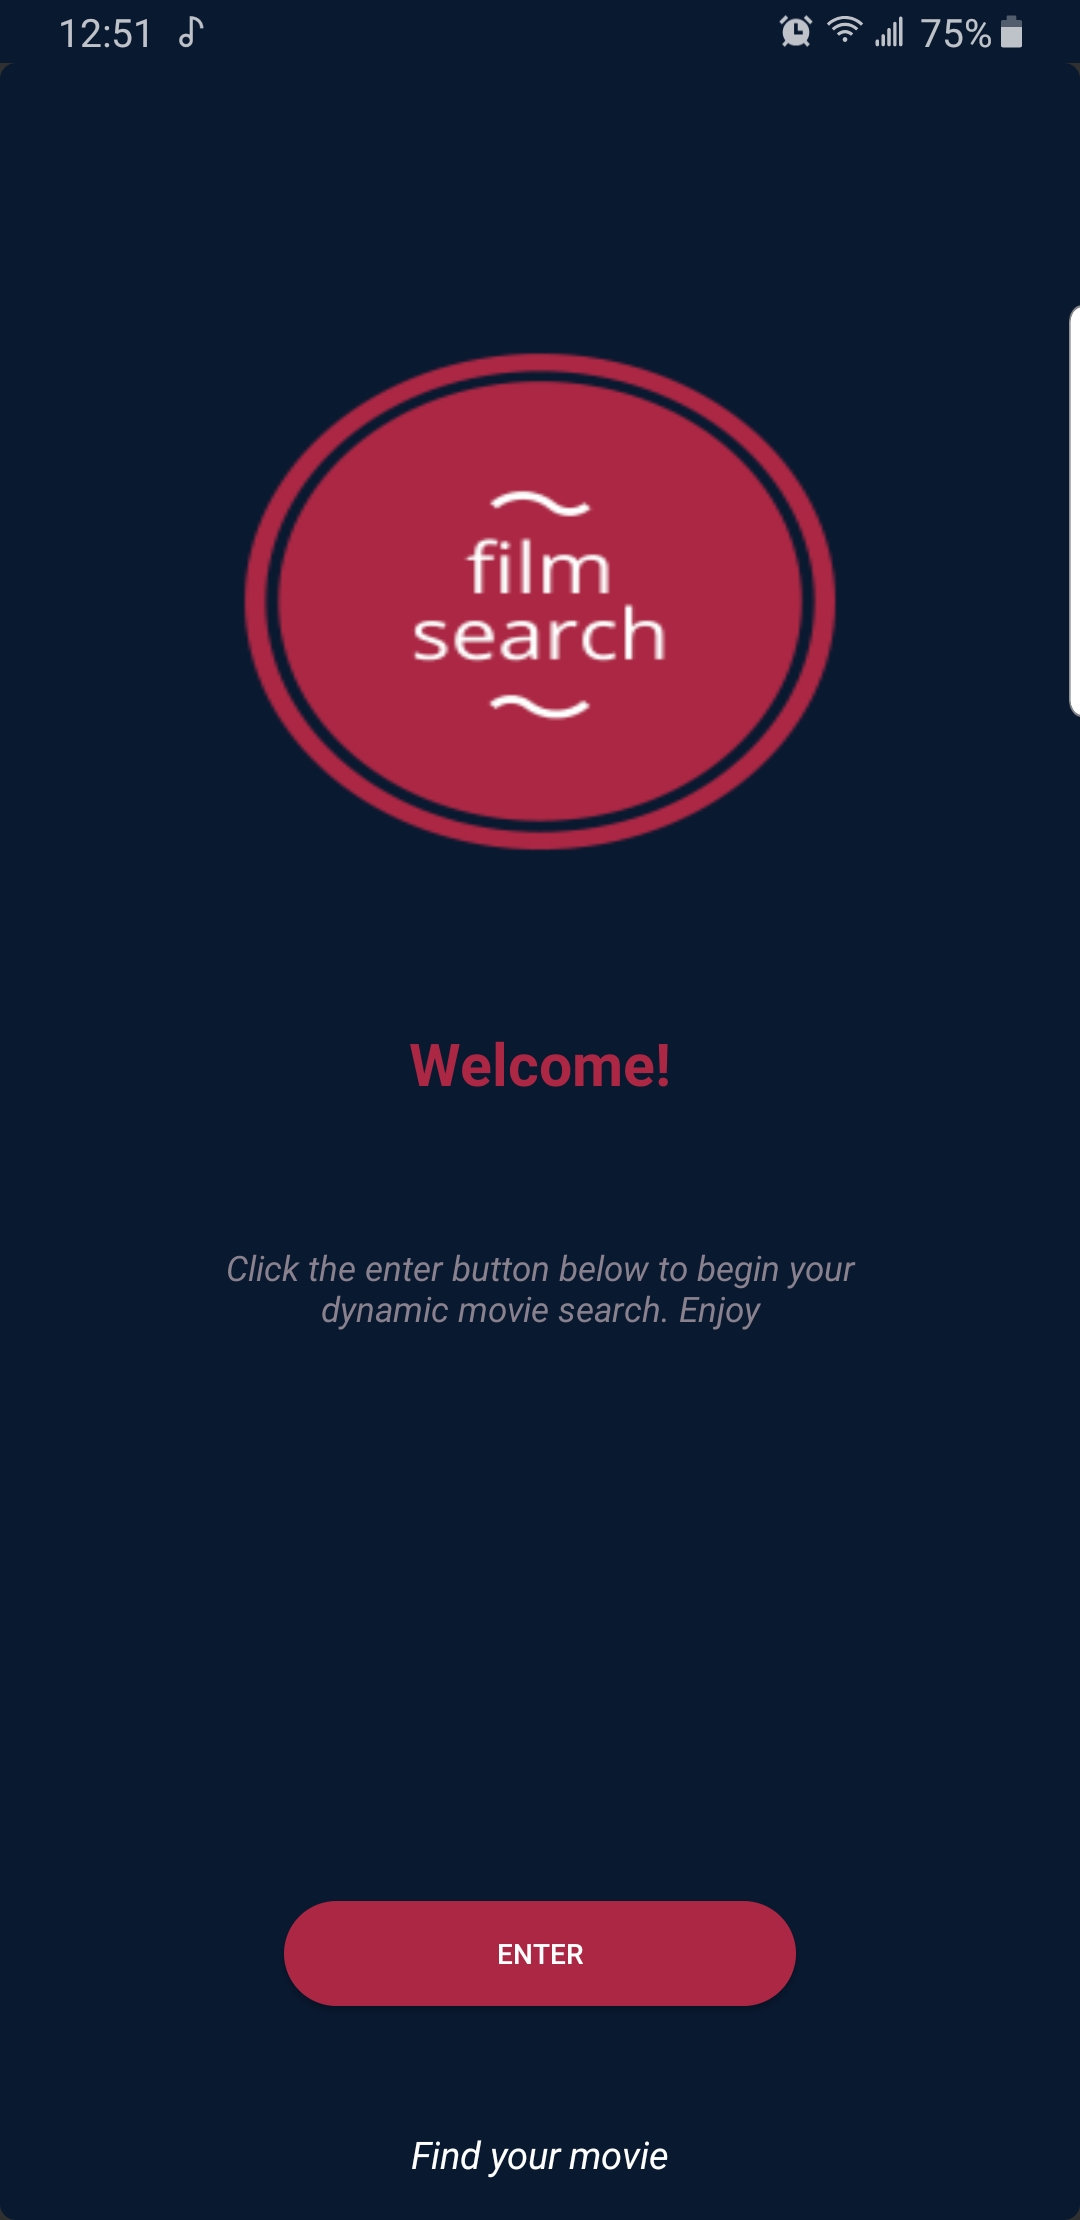 12:51
75%
~
film
search
~
Welcome!
Click the enter button below to begin your
dynamic movie search. Enjoy
ENTER
Find your movie